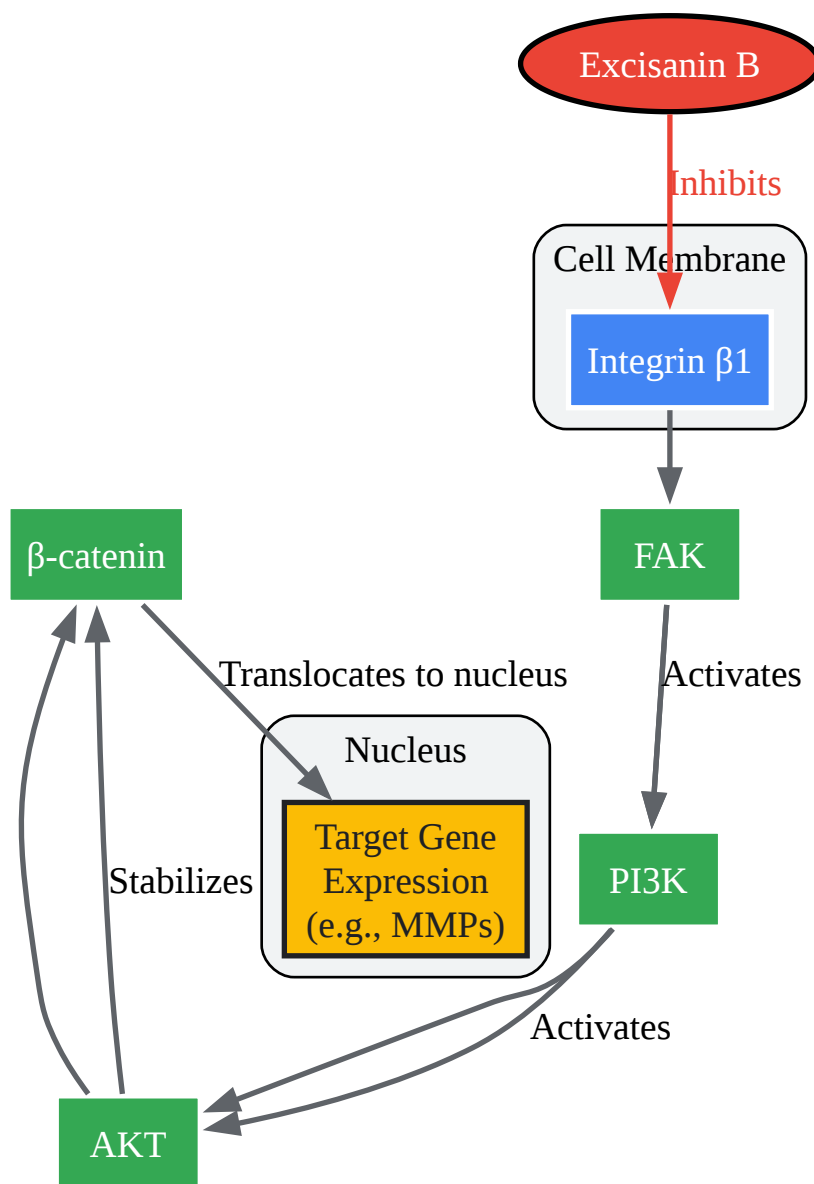 Excisanin B
Inhibits
Cell Membrane
Integrin β1
β-catenin
FAK
Translocates to nucleus
Activates
Nucleus
Target Gene
Expression
(e.g., MMPs)
Stabilizes
PI3K
Activates
AKT